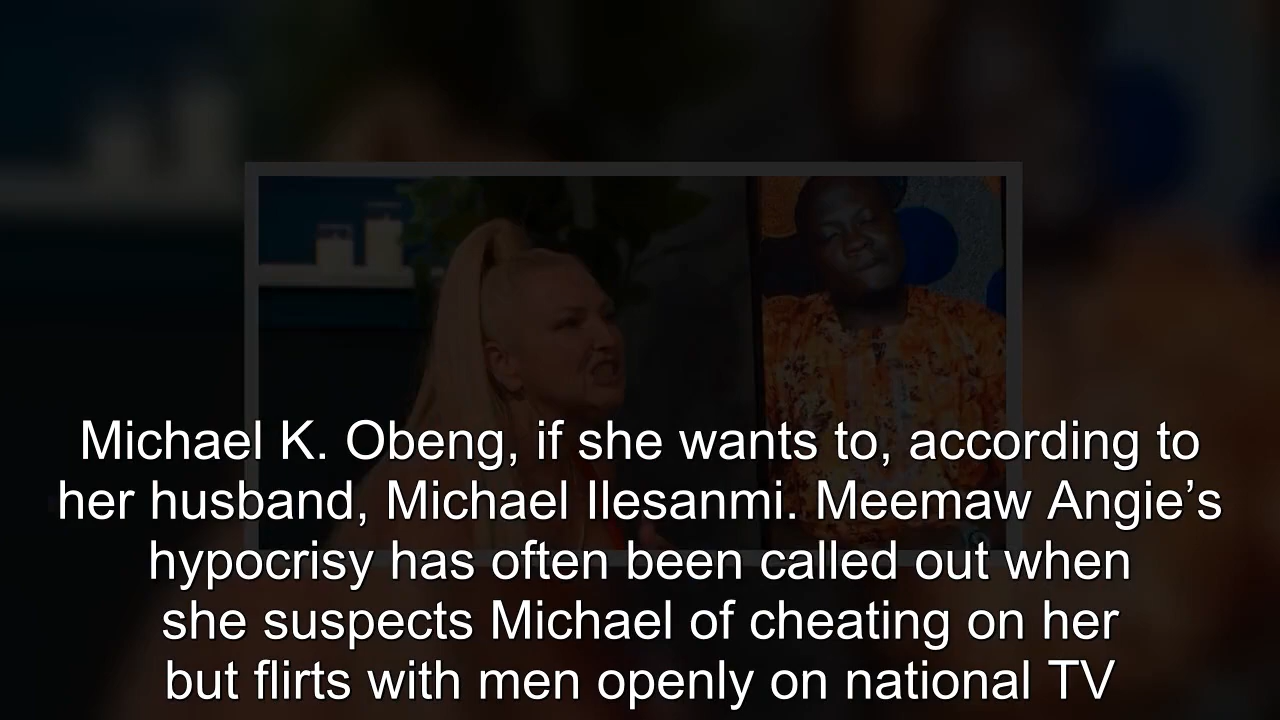 Michael K. Obeng, if she wants to, according to
her husband, Michael Ilesanmi. Meemaw Angie’s
hypocrisy has often been called out when
she suspects Michael of cheating on her
but flirts with men openly on national TV